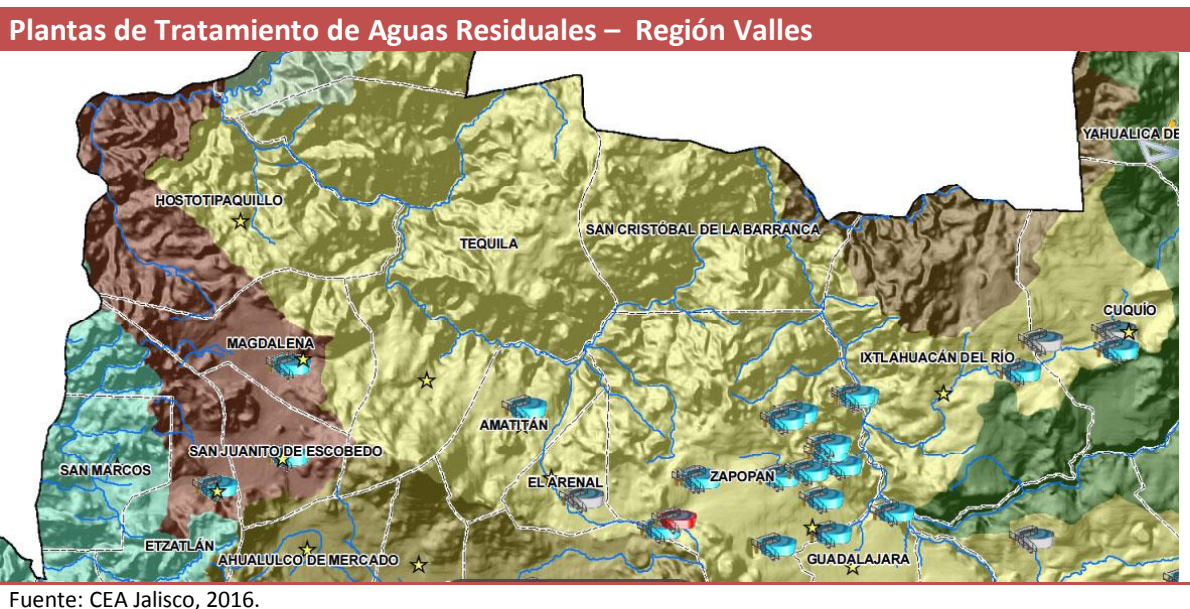 Plantas de Tratamiento de Aguas Residuales – Región Valles
YAHUALICA DE
HOSTOTIPAQUILLO
TEQUILA
SAN CRISTÓBAL DE LA BARRANCA
CUQUÍO
MAGDALENA
IXTLAHUACÁN DEL RÍO
AMATITÁN
SAN JUANITO DE ESCOBEDO
SAN MARCOS
EL ARENAL
ZAPOPAN
ETZATLÁN
AHUALULCO DE MERCADO
GUADALAJARA
Fuente: CEA Jalisco, 2016.